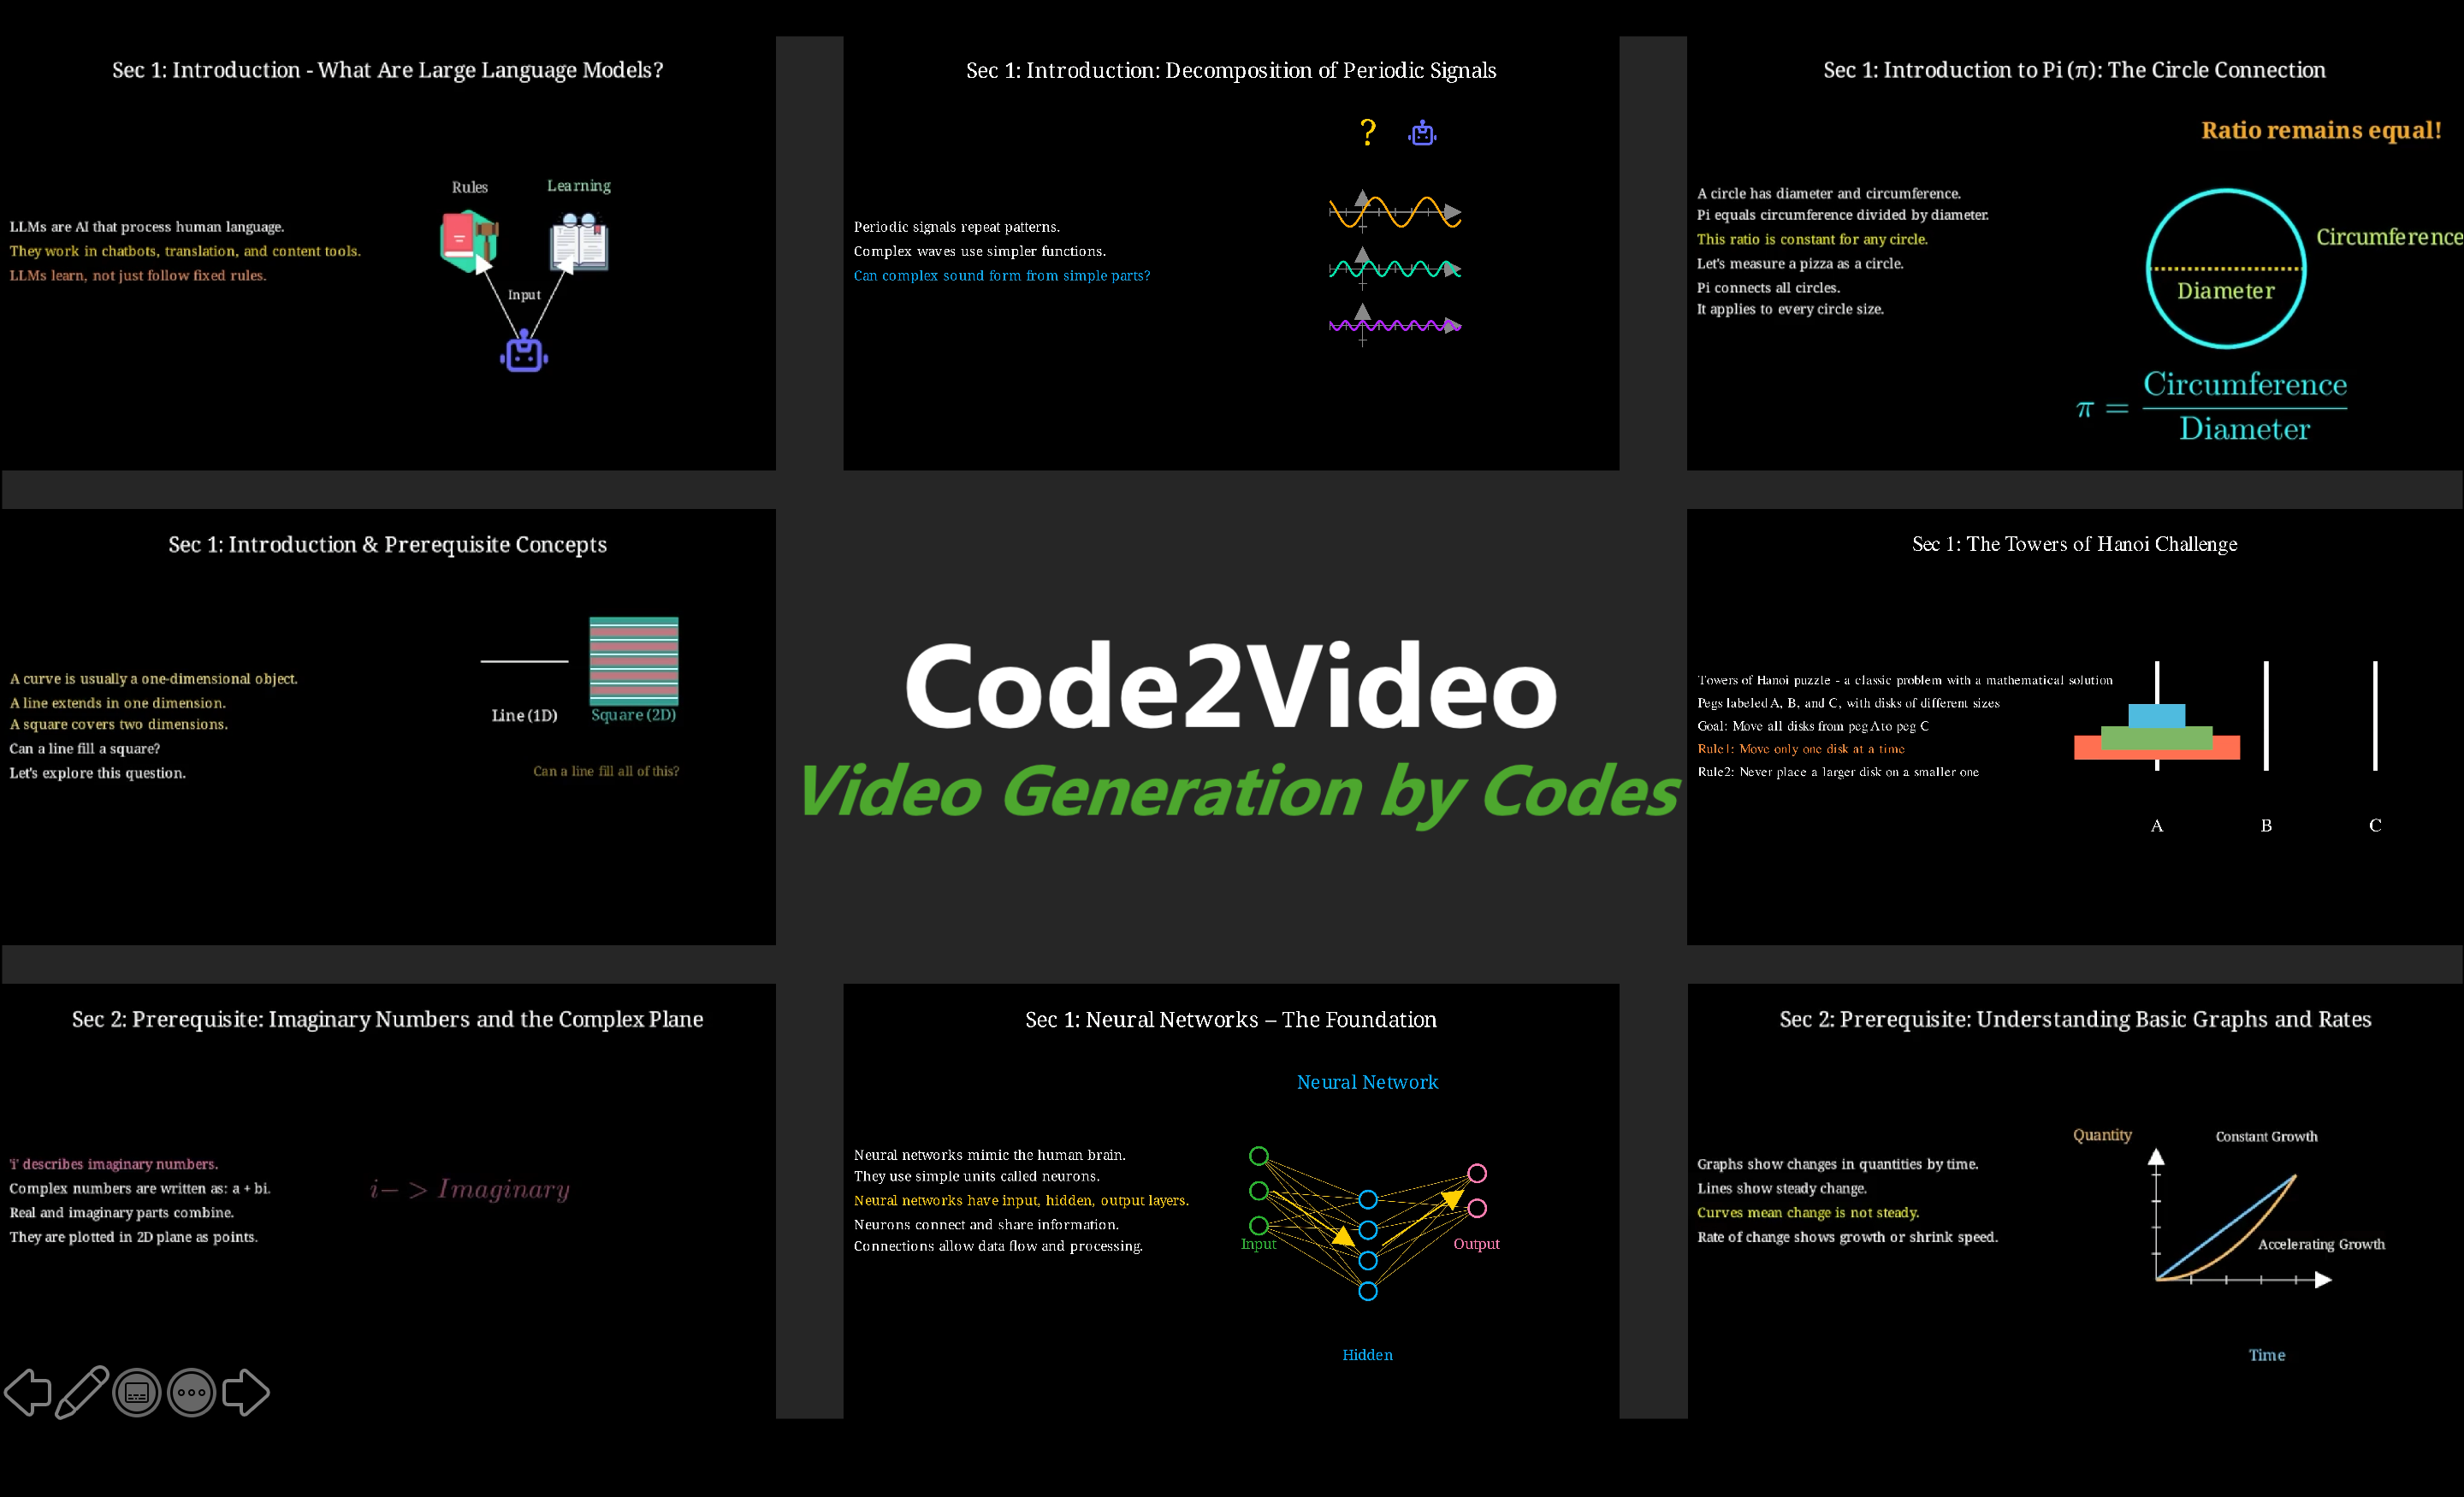 Sec 1: Introduction - What Are Large Language Models?
Rules
Learning
LLMs are AI that process human language.
They work in chatbots, translation, and content tools.
LLMs learn, not just follow fixed rules.
Input
Sec 1: Introduction: Decomposition of Periodic Signals
?
Periodic signals repeat patterns.
Complex waves use simpler functions.
Can complex sound form from simple parts?
Sec 1: Introduction to Pi (π): The Circle Connection
Ratio remains equal!
A circle has diameter and circumference.
Pi equals circumference divided by diameter.
This ratio is constant for any circle.
Let's measure a pizza as a circle.
Pi connects all circles.
It applies to every circle size.
Circumference
Diameter
π = Circumference
Diameter
Sec 1: Introduction & Prerequisite Concepts
A curve is usually a one-dimensional object.
A line extends in one dimension.
A square covers two dimensions.
Can a line fill a square?
Let's explore this question.
Line (1D)
Square (2D)
Can a line fill all of this?
Code2Video
Video Generation by Codes
Sec 1: The Towers of Hanoi Challenge
Towers of Hanoi puzzle - a classic problem with a mathematical solution
Pegs labeled A, B, and C, with disks of different sizes
Goal: Move all disks from peg A to peg C
Rule1: Move only one disk at a time
Rule2: Never place a larger disk on a smaller one
A
B
C
Sec 2: Prerequisite: Imaginary Numbers and the Complex Plane
'i' describes imaginary numbers.
Complex numbers are written as: a + bi.
Real and imaginary parts combine.
They are plotted in 2D plane as points.
i− > Imaginary
Sec 1: Neural Networks – The Foundation
Neural Network
Neural networks mimic the human brain.
They use simple units called neurons.
Neural networks have input, hidden, output layers.
Neurons connect and share information.
Connections allow data flow and processing.
Input
Output
Hidden
Sec 2: Prerequisite: Understanding Basic Graphs and Rates
Quantity
Constant Growth
Graphs show changes in quantities by time.
Lines show steady change.
Curves mean change is not steady.
Rate of change shows growth or shrink speed.
Accelerating Growth
Time